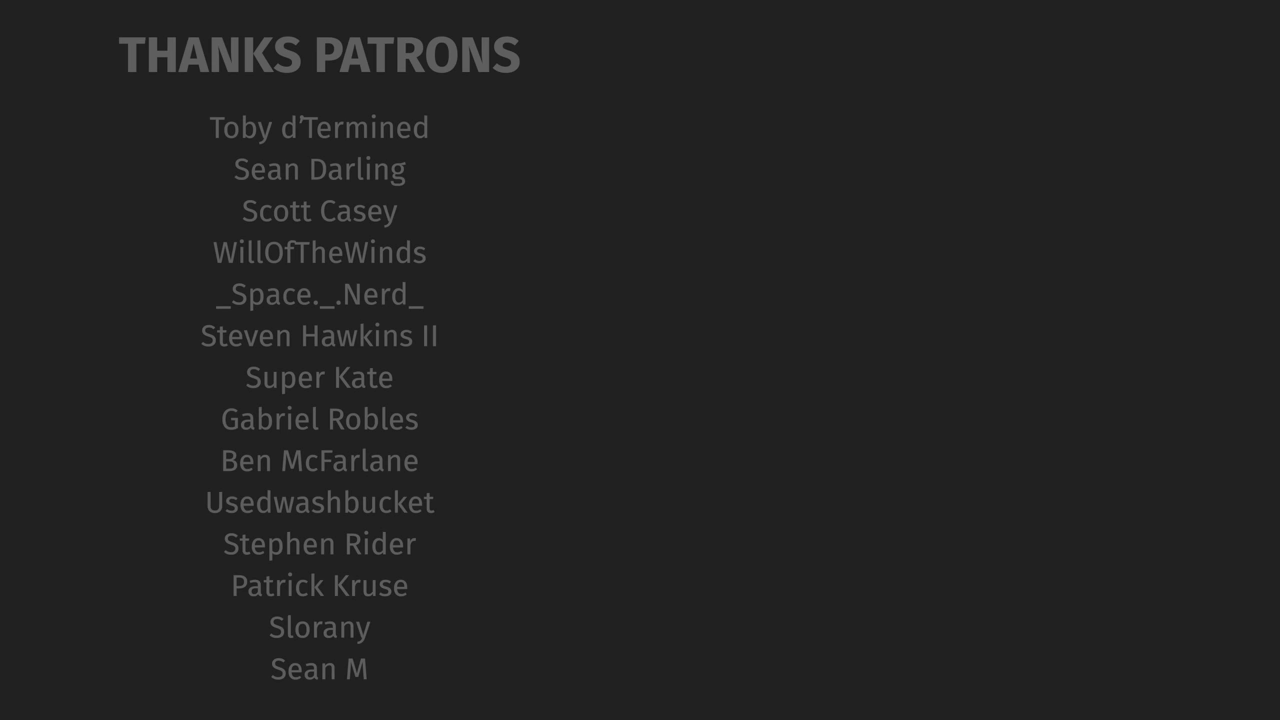 THANKS PATRONS
Toby d’Termined
Sean Darling
Scott Casey
WillOfTheWinds
_Space._.Nerd_
Steven Hawkins II
Super Kate
Gabriel Robles
Ben McFarlane
Usedwashbucket
Stephen Rider
Patrick Kruse
Slorany
Sean M